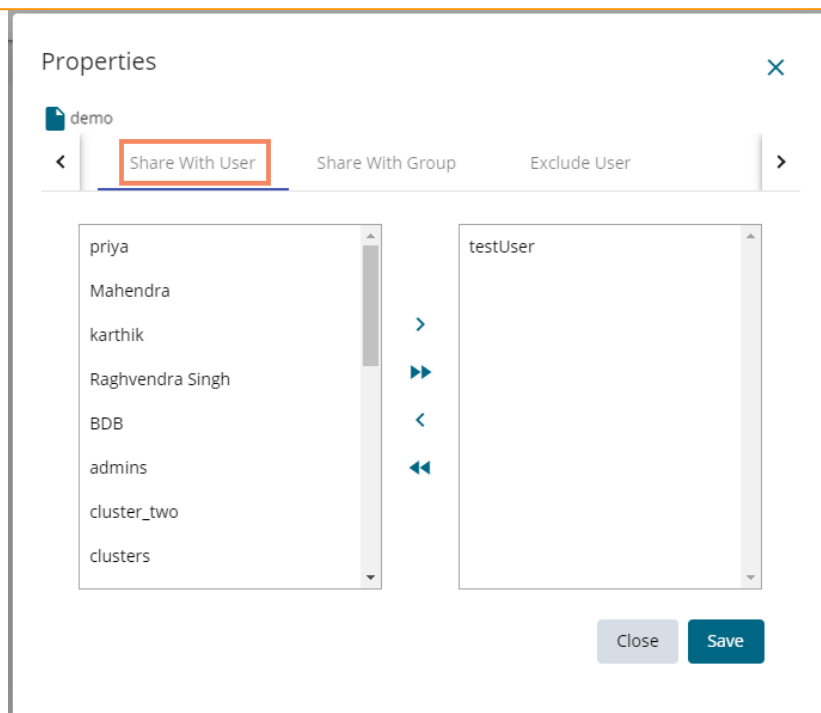 Properties
demo
Share With User Share With Group Exclude User
priya
Mahendra
karthik
Raghvendra Singh
BDB
admins
cluster_two
clusters
testUser
Close Save